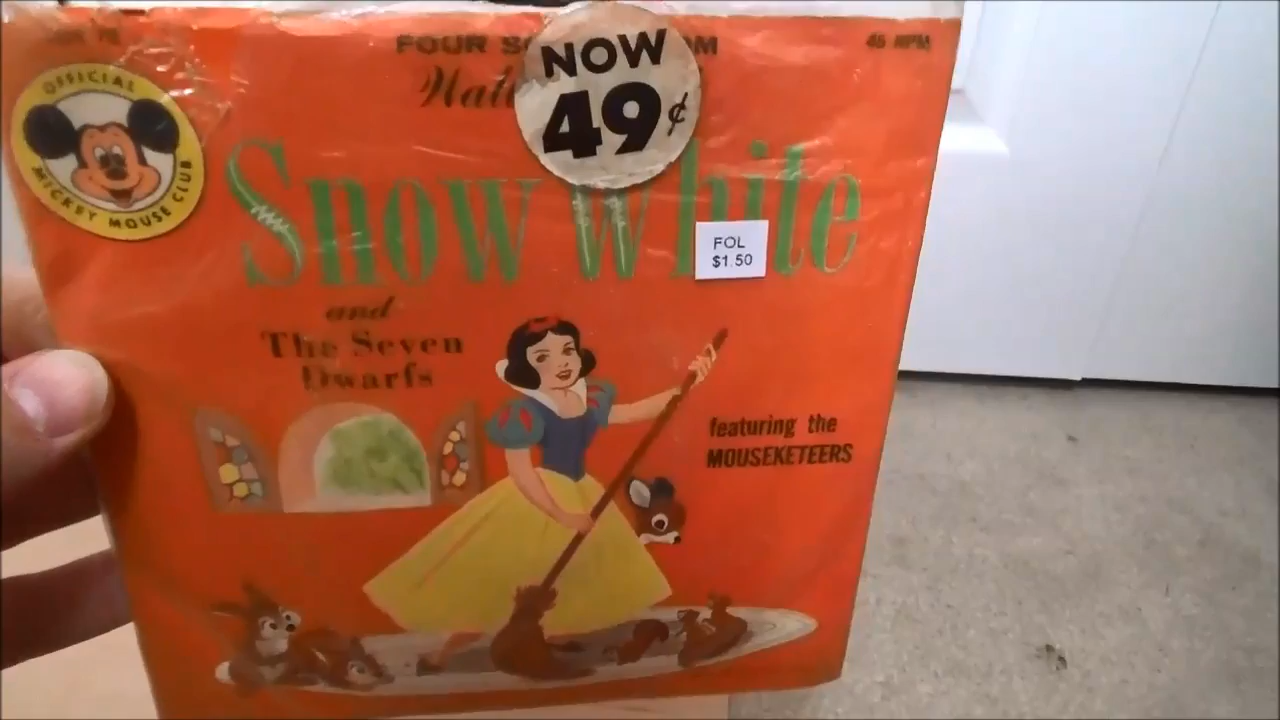 FOUR
45 RPM
NOW
49¢
OFFICIAL
MICKEY MOUSE CLUB
Snow White
FOL
$1.50
and
The Seven
Dwarfs
featuring the
MOUSEKETEERS